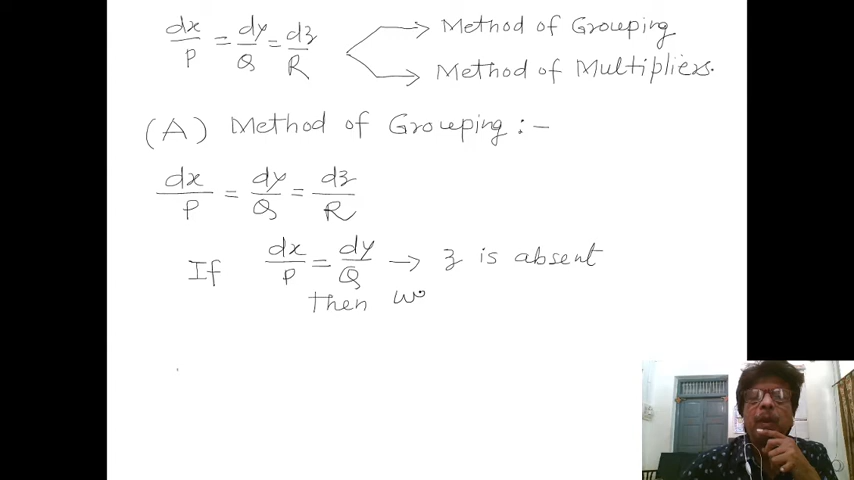 dx/P = dy/Q = dz/R → Method of Grouping
→ Method of Multipliers.
(A) Method of Grouping :-
dx/P = dy/Q = dz/R
If dx/P = dy/Q → z is absent
then